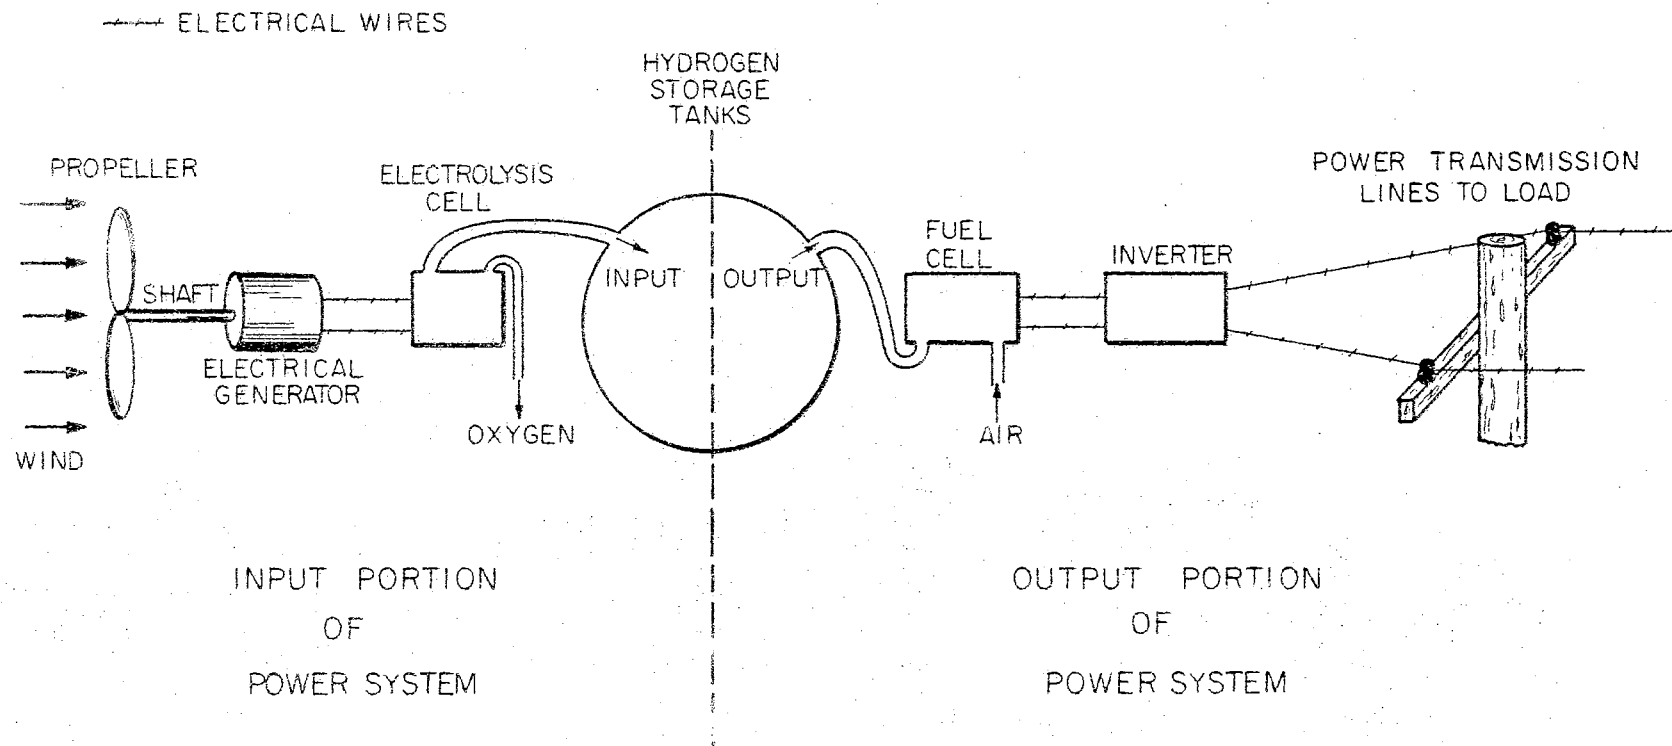 ELECTRICAL WIRES
HYDROGEN
STORAGE
TANKS
PROPELLER
ELECTROLYSIS
CELL
POWER TRANSMISSION
LINES TO LOAD
FUEL
CELL
INVERTER
INPUT
OUTPUT
SHAFT
ELECTRICAL
GENERATOR
OXYGEN
AIR
WIND
INPUT PORTION
OF
POWER SYSTEM
OUTPUT PORTION
OF
POWER SYSTEM